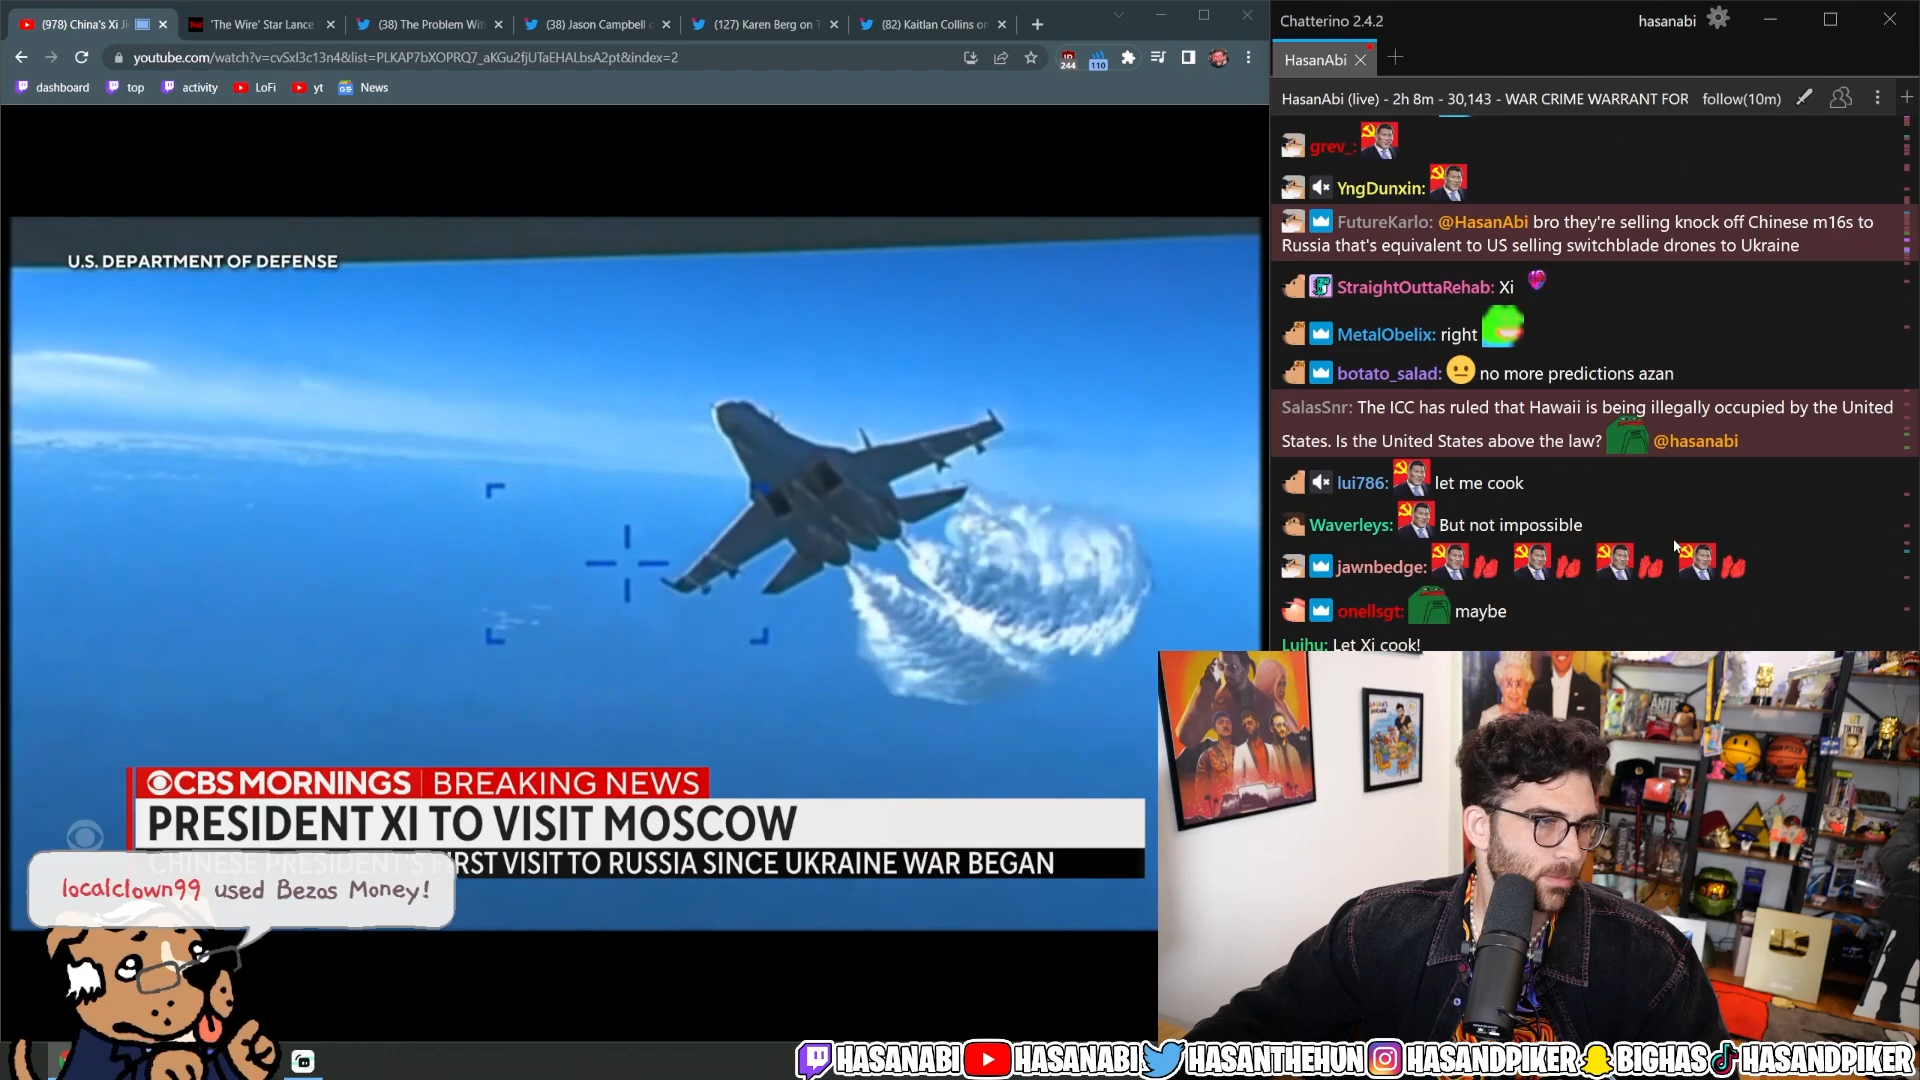 (978) China's Xi Ji
'The Wire' Star Lance
(38) The Problem Wit
(38) Jason Campbell o
(127) Karen Berg on T
(82) Kaitlan Collins on
youtube.com/watch?v=cvSxI3c13n4&list=PLKAP7bXOPRQ7_aKGu2fjUTaEHALbsA2pt&index=2
244
110
dashboard
top
activity
LoFi
yt
News
U.S. DEPARTMENT OF DEFENSE
CBS MORNINGS | BREAKING NEWS
PRESIDENT XI TO VISIT MOSCOW
CHINESE PRESIDENT'S FIRST VISIT TO RUSSIA SINCE UKRAINE WAR BEGAN
localclown99 used Bezos Money!
Chatterino 2.4.2
hasanabi
HasanAbi
HasanAbi (live) - 2h 8m - 30,143 - WAR CRIME WARRANT FOR
follow(10m)
grev_:
YngDunxin:
FutureKarlo: @HasanAbi bro they're selling knock off Chinese m16s to
Russia that's equivalent to US selling switchblade drones to Ukraine
StraightOuttaRehab: Xi
MetalObelix: right
botato_salad: no more predictions azan
SalasSnr: The ICC has ruled that Hawaii is being illegally occupied by the United
States. Is the United States above the law? @hasanabi
lui786: let me cook
Waverleys: But not impossible
jawnbedge:
onellsgt: maybe
Luihu: Let Xi cook!
HASANABI HASANABI HASANTHEHUN HASANDPIKER BIGHAS HASANDPIKER